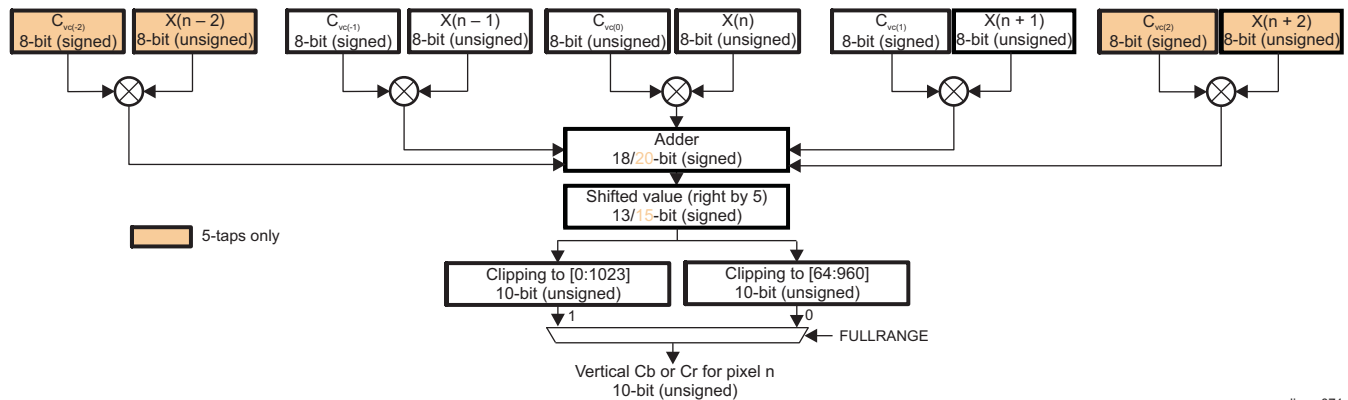 Cvc(-2)
8-bit (signed)
X(n – 2)
8-bit (unsigned)
Cvc(-1)
8-bit (signed)
X(n – 1)
8-bit (unsigned)
Cvc(0)
8-bit (unsigned)
X(n)
8-bit (unsigned)
Cvc(1)
8-bit (signed)
X(n + 1)
8-bit (unsigned)
Cvc(2)
8-bit (signed)
X(n + 2)
8-bit (unsigned)
Adder
18/20-bit (signed)
Shifted value (right by 5)
13/15-bit (signed)
5-taps only
Clipping to [0:1023]
10-bit (unsigned)
Clipping to [64:960]
10-bit (unsigned)
1
0
FULLRANGE
Vertical Cb or Cr for pixel n
10-bit (unsigned)